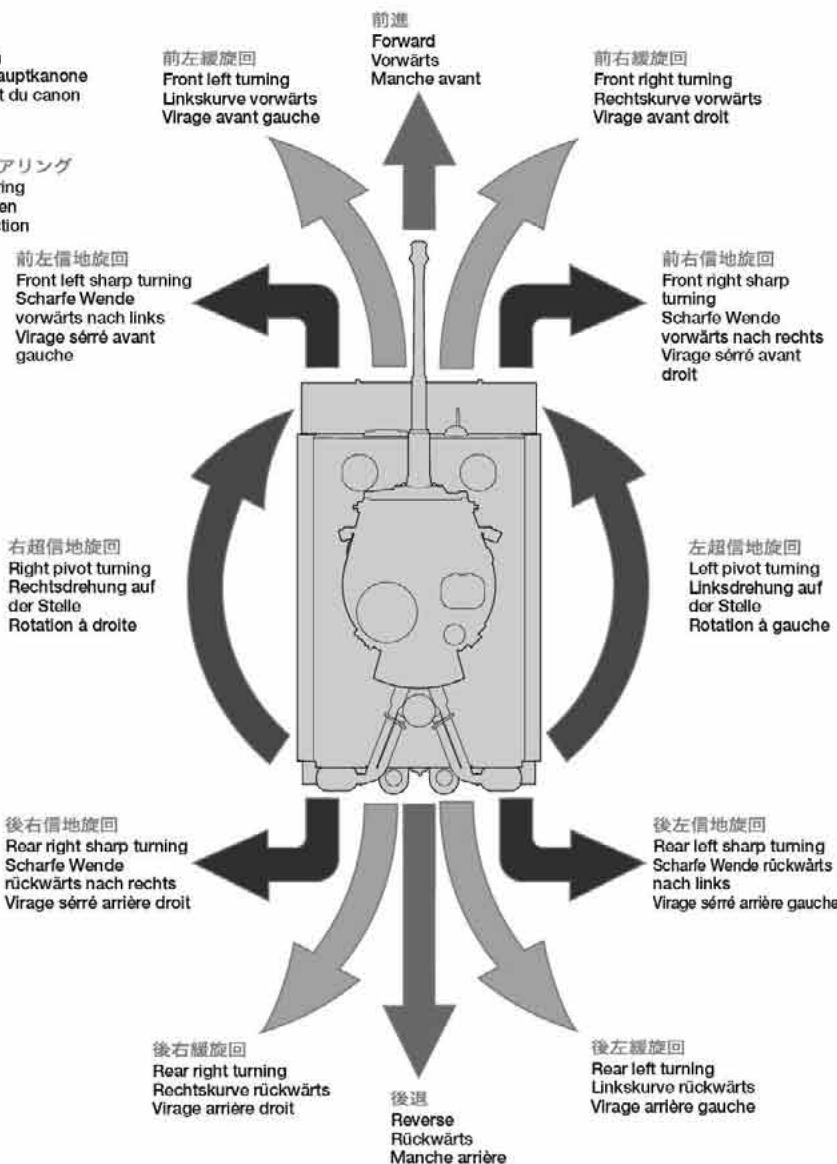 前進
Forward
Vorwärts
Manche avant
前左緩旋回
Front left turning
Linkskurve vorwärts
Virage avant gauche
前右緩旋回
Front right turning
Rechtskurve vorwärts
Virage avant droit
du canon
前左信地旋回
Front left sharp turning
Scharfe Wende
vorwärts nach links
Virage sérré avant
gauche
前右信地旋回
Front right sharp
turning
Scharfe Wende
vorwärts nach rechts
Virage sérré avant
droit
右超信地旋回
Right pivot turning
Rechtsdrehung auf
der Stelle
Rotation à droite
左超信地旋回
Left pivot turning
Linksdrehung auf
der Stelle
Rotation à gauche
後右信地旋回
Rear right sharp turning
Scharfe Wende
rückwärts nach rechts
Virage sérré arrière droit
後左信地旋回
Rear left sharp turning
Scharfe Wende rückwärts
nach links
Virage sérré arrière gauche
後右緩旋回
Rear right turning
Rechtskurve rückwärts
Virage arrière droit
後左緩旋回
Rear left turning
Linkskurve rückwärts
Virage arrière gauche
後退
Reverse
Rückwärts
Manche arrière